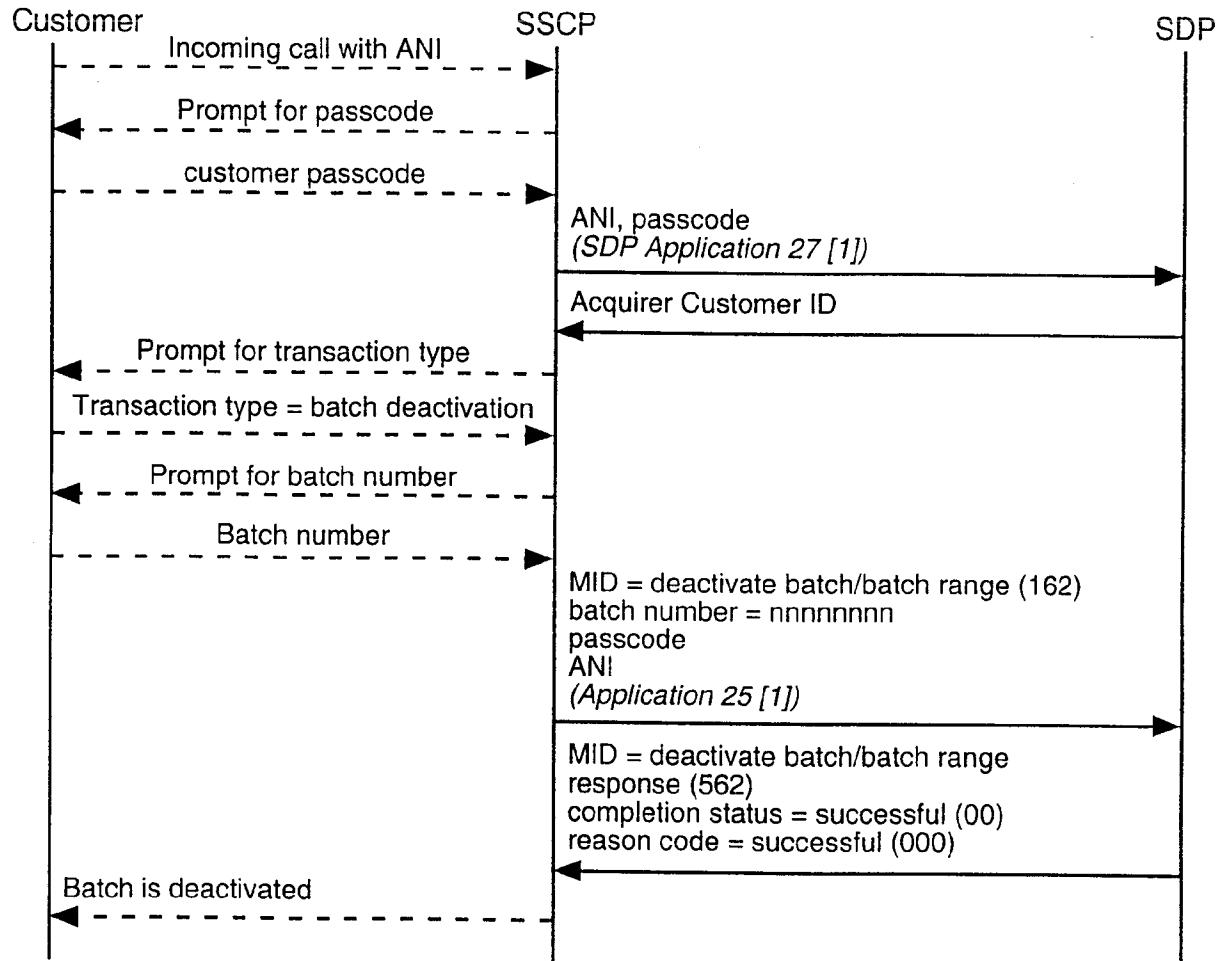 Customer
SSCP
SDP
Incoming call with ANI
Prompt for passcode
customer passcode
ANI, passcode
(SDP Application 27 [1])
Acquirer Customer ID
Prompt for transaction type
Transaction type = batch deactivation
Prompt for batch number
Batch number
MID = deactivate batch/batch range (162)
batch number = nnnnnnnnn
passcode
ANI
(Application 25 [1])
MID = deactivate batch/batch range
response (562)
completion status = successful (00)
reason code = successful (000)
Batch is deactivated